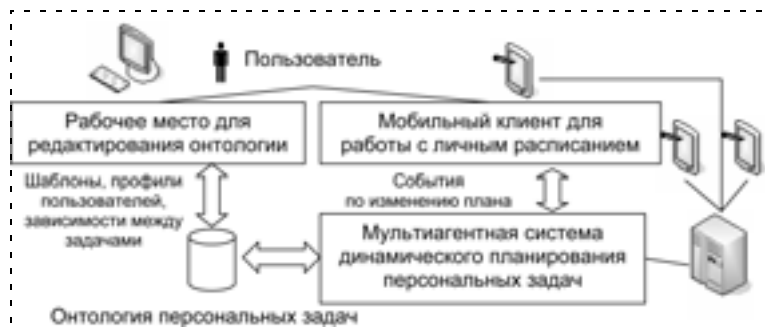 Пользователь
Рабочее место для
редактирования онтологии
Мобильный клиент для
работы с личным расписанием
Шаблоны, профили
пользователей,
зависимости между
задачами
События
по изменению плана
Мультиагентная система
динамического планирования
персональных задач
Онтология персональных задач